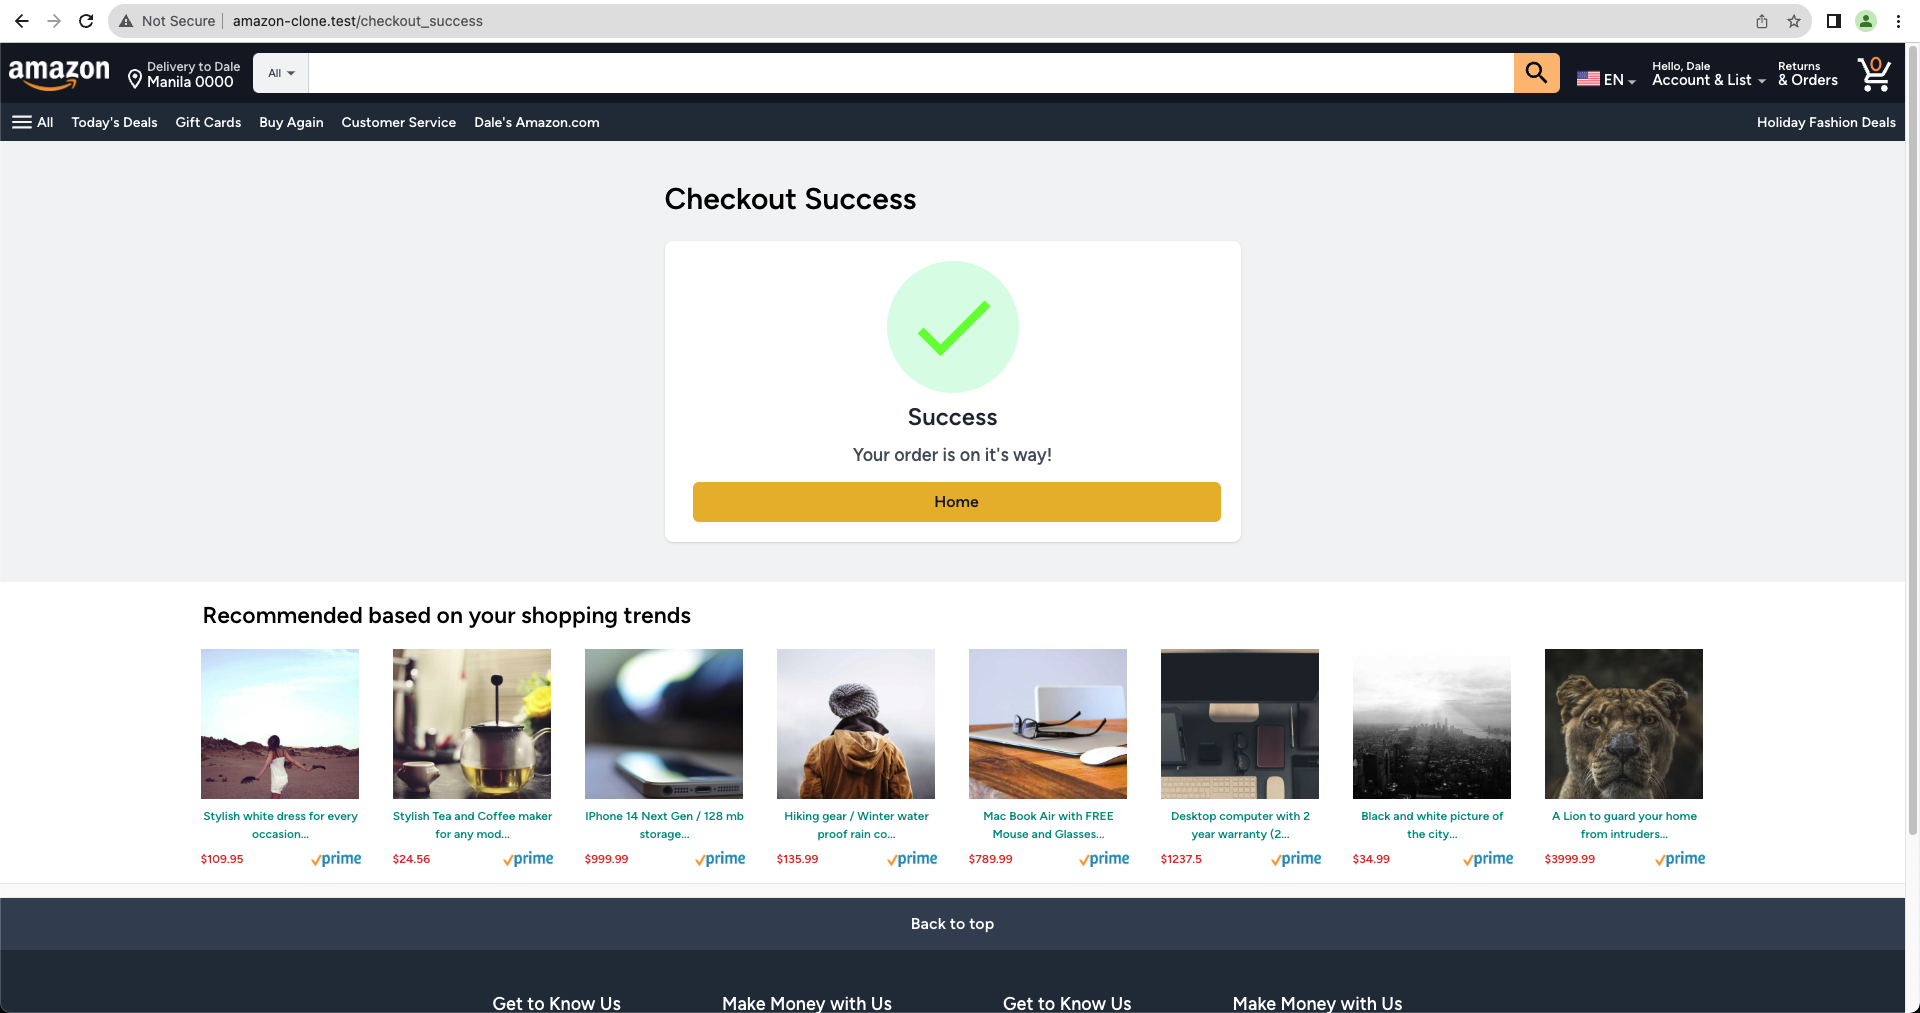 Not Secure amazon-clone.test/checkout_success
amazon
Delivery to Dale
Manila 0000
All
EN
Hello, Dale
Account & List
Returns
& Orders
0
All
Today's Deals
Gift Cards
Buy Again
Customer Service
Dale's Amazon.com
Holiday Fashion Deals
Checkout Success
Success
Your order is on it's way!
Home
Recommended based on your shopping trends
Stylish white dress for every
occasion...
$109.95
prime
Stylish Tea and Coffee maker
for any mod...
$24.56
prime
IPhone 14 Next Gen / 128 mb
storage...
$999.99
prime
Hiking gear / Winter water
proof rain co...
$135.99
prime
Mac Book Air with FREE
Mouse and Glasses...
$789.99
prime
Desktop computer with 2
year warranty (2...
$1237.5
prime
Black and white picture of
the city...
$34.99
prime
A Lion to guard your home
from intruders...
$3999.99
prime
Back to top
Get to Know Us
Make Money with Us
Get to Know Us
Make Money with Us